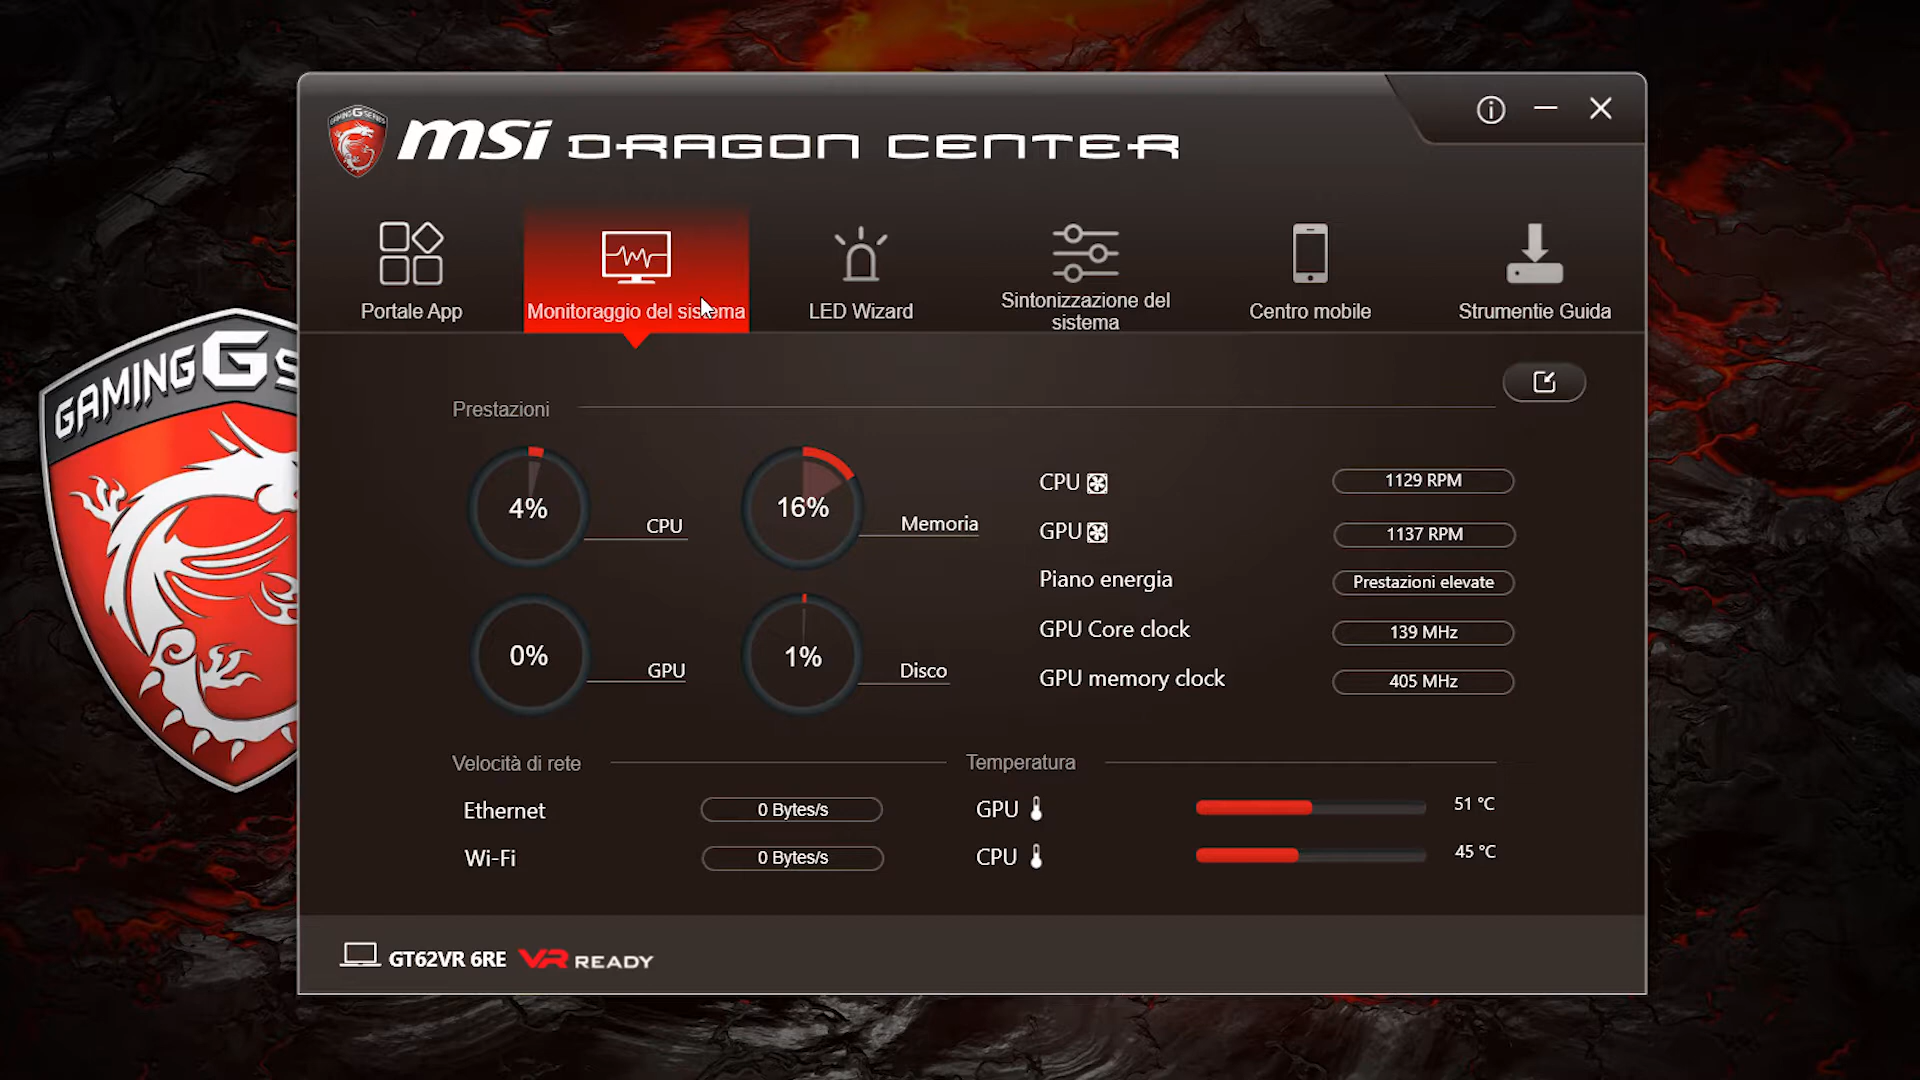 GAMING G SERIES
msi DRAGON CENTER
Portale App
Monitoraggio del sistema
LED Wizard
Sintonizzazione del
sistema
Centro mobile
Strumentie Guida
GAMING G S
Prestazioni
4%
CPU
16%
Memoria
0%
GPU
1%
Disco
CPU
1129 RPM
GPU
1137 RPM
Piano energia
Prestazioni elevate
GPU Core clock
139 MHz
GPU memory clock
405 MHz
Velocità di rete
Ethernet
0 Bytes/s
Wi-Fi
0 Bytes/s
Temperatura
GPU
51 °C
CPU
45 °C
GT62VR 6RE VR READY